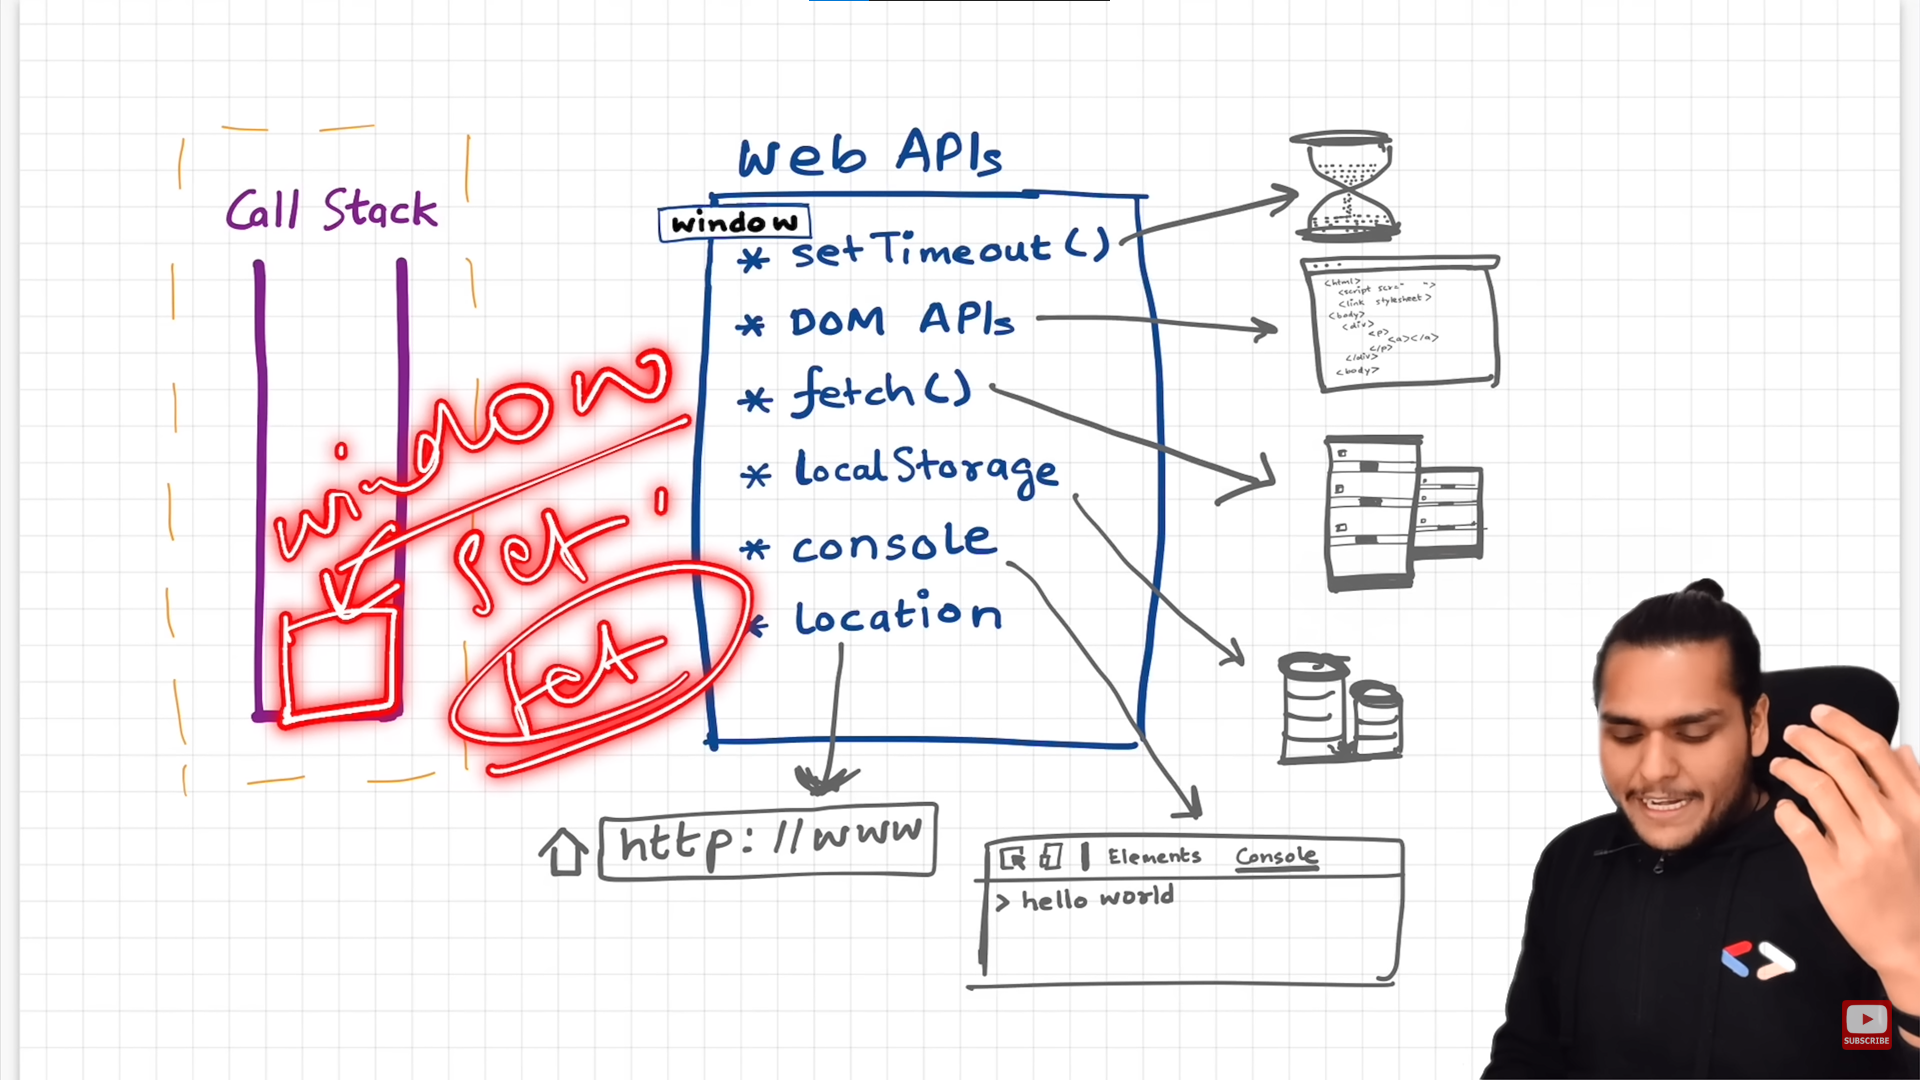 Call Stack
window
set
fet
Web APIs
window
* setTimeout()
* DOM APIs
* fetch()
* localStorage
* console
* location
http://www
<html>
<script scrc" ">
<link stylesheet>
<body>
<div>
<p>
<a></a>
</p>
</div>
<body>
Elements Console
> hello world
SUBSCRIBE